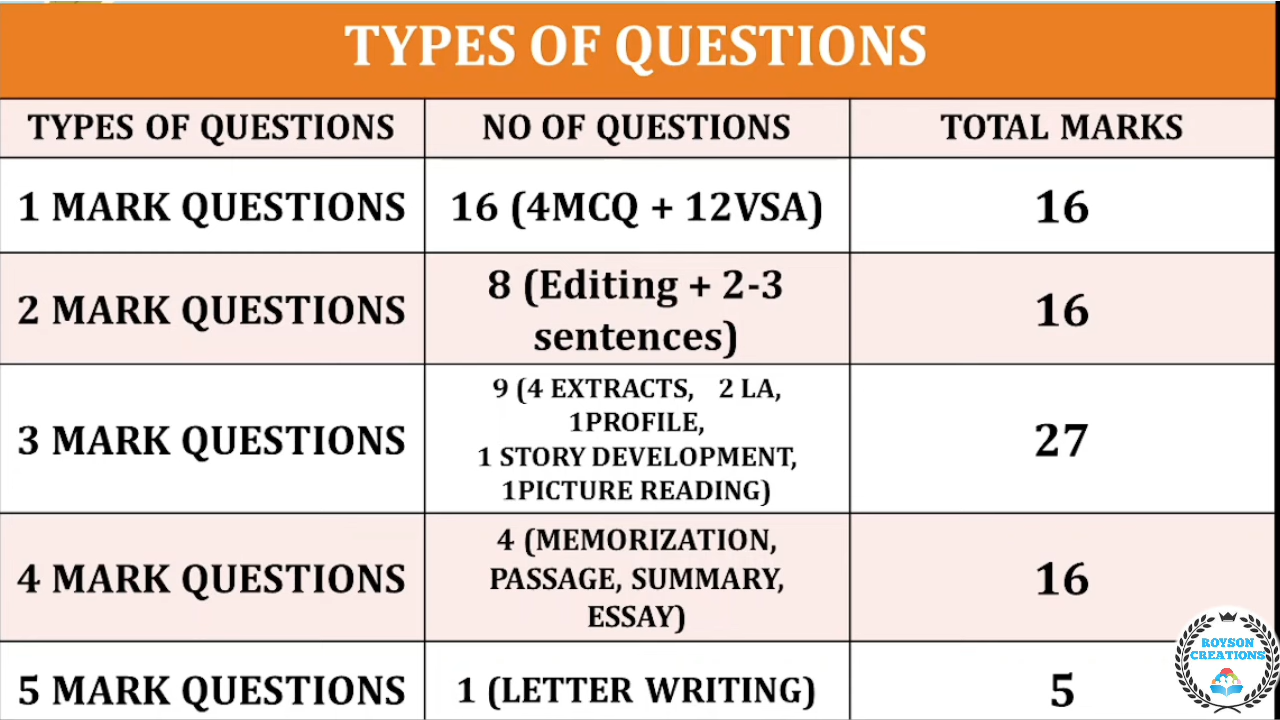 TYPES OF QUESTIONS
TYPES OF QUESTIONS NO OF QUESTIONS TOTAL MARKS
1 MARK QUESTIONS 16 (4MCQ + 12VSA) 16
2 MARK QUESTIONS 8 (Editing + 2-3
sentences) 16
3 MARK QUESTIONS 9 (4 EXTRACTS, 2 LA,
1PROFILE,
1 STORY DEVELOPMENT,
1PICTURE READING) 27
4 MARK QUESTIONS 4 (MEMORIZATION,
PASSAGE, SUMMARY,
ESSAY) 16
5 MARK QUESTIONS 1 (LETTER WRITING) 5
ROYSON
CREATIONS